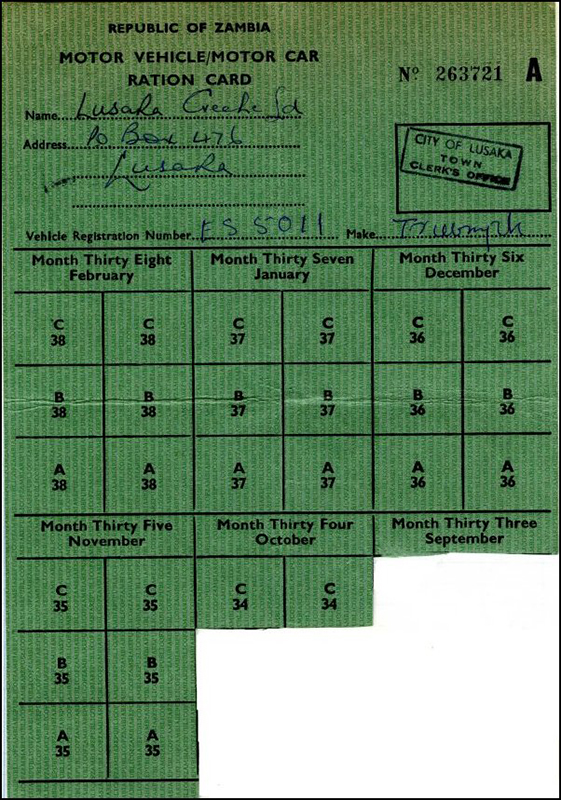 REPUBLIC OF ZAMBIA
MOTOR VEHICLE/MOTOR CAR
RATION CARD
Nº 263721 A
Name Lusaka Creche Ld
Address PO Box 476
Lusaka
CITY OF LUSAKA
TOWN
CLERK'S OFFICE
Vehicle Registration Number ES 5011 Make Triumph
Month Thirty Eight February Month Thirty Seven January Month Thirty Six December
C 38 C 38 C 37 C 37 C 36 C 36
B 38 B 38 B 37 B 37 B 36 B 36
A 38 A 38 A 37 A 37 A 36 A 36
Month Thirty Five November Month Thirty Four October Month Thirty Three September
C 35 C 35 C 34 C 34
B 35 B 35
A 35 A 35